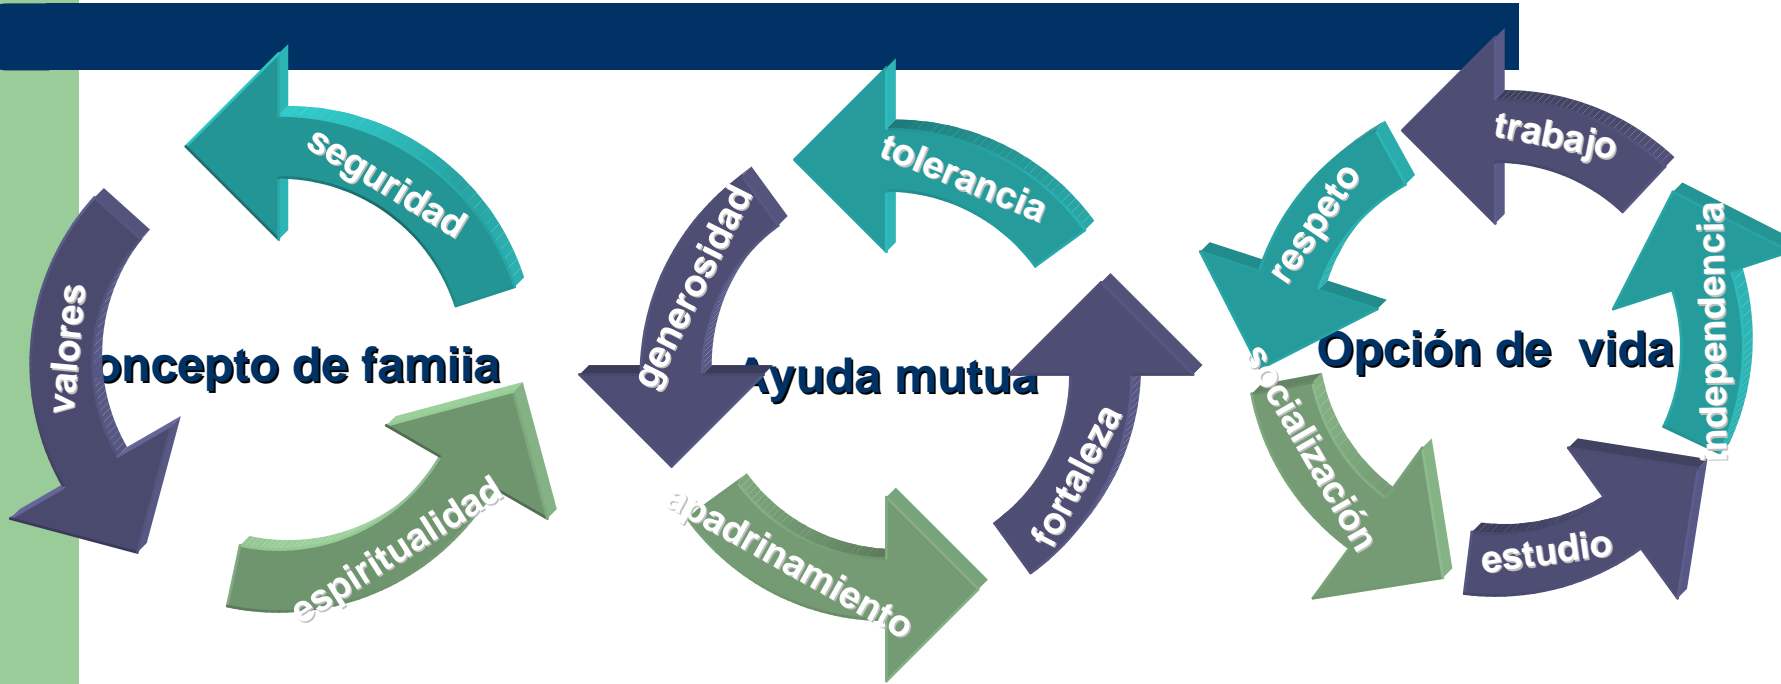 seguridad
valores
oncepto de famiia
espiritualidad
tolerancia
generosidad
Ayuda mutua
fortaleza
apadrinamiento
trabajo
respeto
independencia
Opción de vida
socialización
estudio